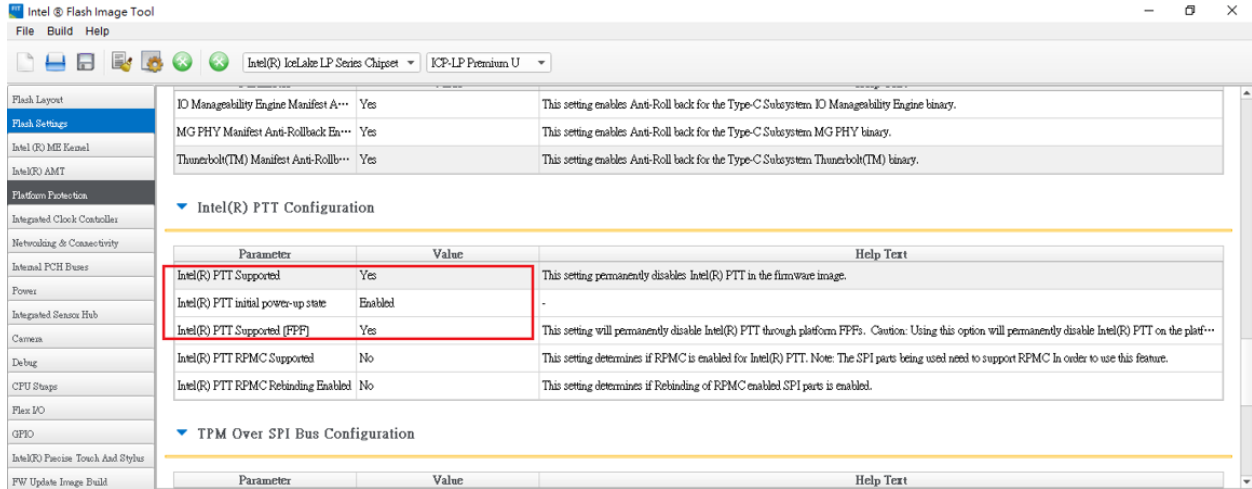 Intel ® Flash Image Tool
File Build Help
Intel(R) IceLake LP Series Chipset ICP-LP Premium U
Flash Layout
Flash Settings
Intel (R) ME Kernel
Intel(R) AMT
Platform Protection
Integrated Clock Controller
Networking & Connectivity
Internal PCH Buses
Power
Integrated Sensor Hub
Camera
Debug
CPU Straps
Flex I/O
GPIO
Intel(R) Precise Touch And Stylus
FW Update Image Build
IO Manageability Engine Manifest A··· Yes This setting enables Anti-Roll back for the Type-C Subsystem IO Manageability Engine binary.
MG PHY Manifest Anti-Rollback En··· Yes This setting enables Anti-Roll back for the Type-C Subsystem MG PHY binary.
Thunerbolt(TM) Manifest Anti-Rollb··· Yes This setting enables Anti-Roll back for the Type-C Subsystem Thunerbolt(TM) binary.
Intel(R) PTT Configuration
Parameter Value Help Text
Intel(R) PTT Supported Yes This setting permanently disables Intel(R) PTT in the firmware image.
Intel(R) PTT initial power-up state Enabled -
Intel(R) PTT Supported [FPF] Yes This setting will permanently disable Intel(R) PTT through platform FPFs. Caution: Using this option will permanently disable Intel(R) PTT on the platf···
Intel(R) PTT RPMC Supported No This setting determines if RPMC is enabled for Intel(R) PTT. Note: The SPI parts being used need to support RPMC In order to use this feature.
Intel(R) PTT RPMC Rebinding Enabled No This setting determines if Rebinding of RPMC enabled SPI parts is enabled.
TPM Over SPI Bus Configuration
Parameter Value Help Text